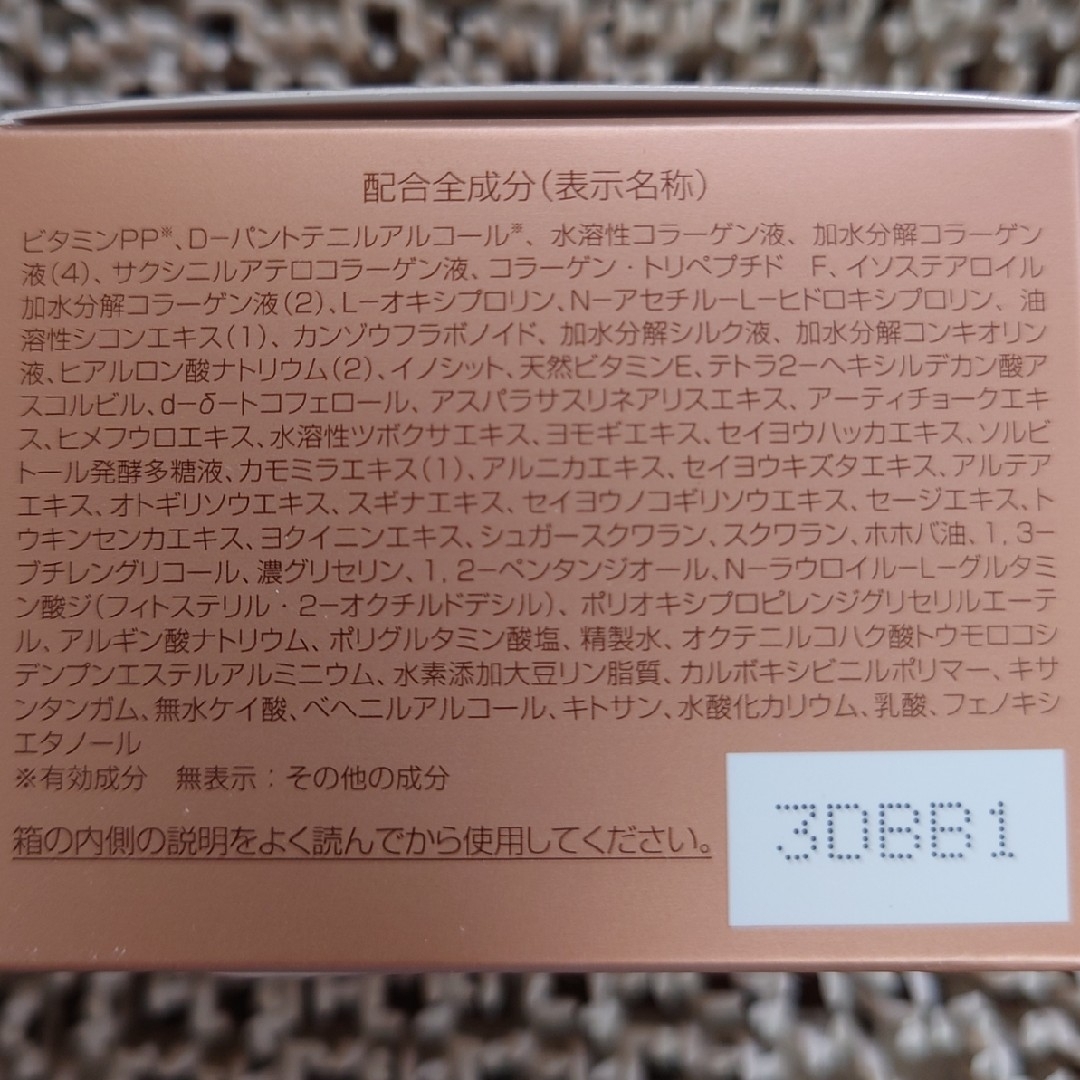 配合全成分(表示名称)
ビタミンPP※、D−パントテニルアルコール※、水溶性コラーゲン液、加水分解コラーゲン
液(4)、サクシニルアテロコラーゲン液、コラーゲン・トリペプチド F、イソステアロイル
加水分解コラーゲン液(2)、L−オキシプロリン、N−アセチル−L−ヒドロキシプロリン、油
溶性シコンエキス(1)、カンゾウフラボノイド、加水分解シルク液、加水分解コンキオリン
液、ヒアルロン酸ナトリウム(2)、イノシット、天然ビタミンE、テトラ2−ヘキシルデカン酸ア
スコルビル、d−δ−トコフェロール、アスパラサスリネアリスエキス、アーティチョークエキ
ス、ヒメフウロエキス、水溶性ツボクサエキス、ヨモギエキス、セイヨウハッカエキス、ソルビ
トール発酵多糖液、カモミラエキス(1)、アルニカエキス、セイヨウキズタエキス、アルテア
エキス、オトギリソウエキス、スギナエキス、セイヨウノコギリソウエキス、セージエキス、ト
ウキンセンカエキス、ヨクイニンエキス、シュガースクワラン、スクワラン、ホホバ油、1,3−
ブチレングリコール、濃グリセリン、1,2−ペンタンジオール、N−ラウロイル−L−グルタミ
ン酸ジ(フィトステリル・2−オクチルドデシル)、ポリオキシプロピレンジグリセリルエーテ
ル、アルギン酸ナトリウム、ポリグルタミン酸塩、精製水、オクテニルコハク酸トウモロコシ
デンプンエステルアルミニウム、水素添加大豆リン脂質、カルボキシビニルポリマー、キサ
ンタンガム、無水ケイ酸、ベヘニルアルコール、キトサン、水酸化カリウム、乳酸、フェノキシ
エタノール
※有効成分 無表示:その他の成分
箱の内側の説明をよく読んでから使用してください。
3DBB1